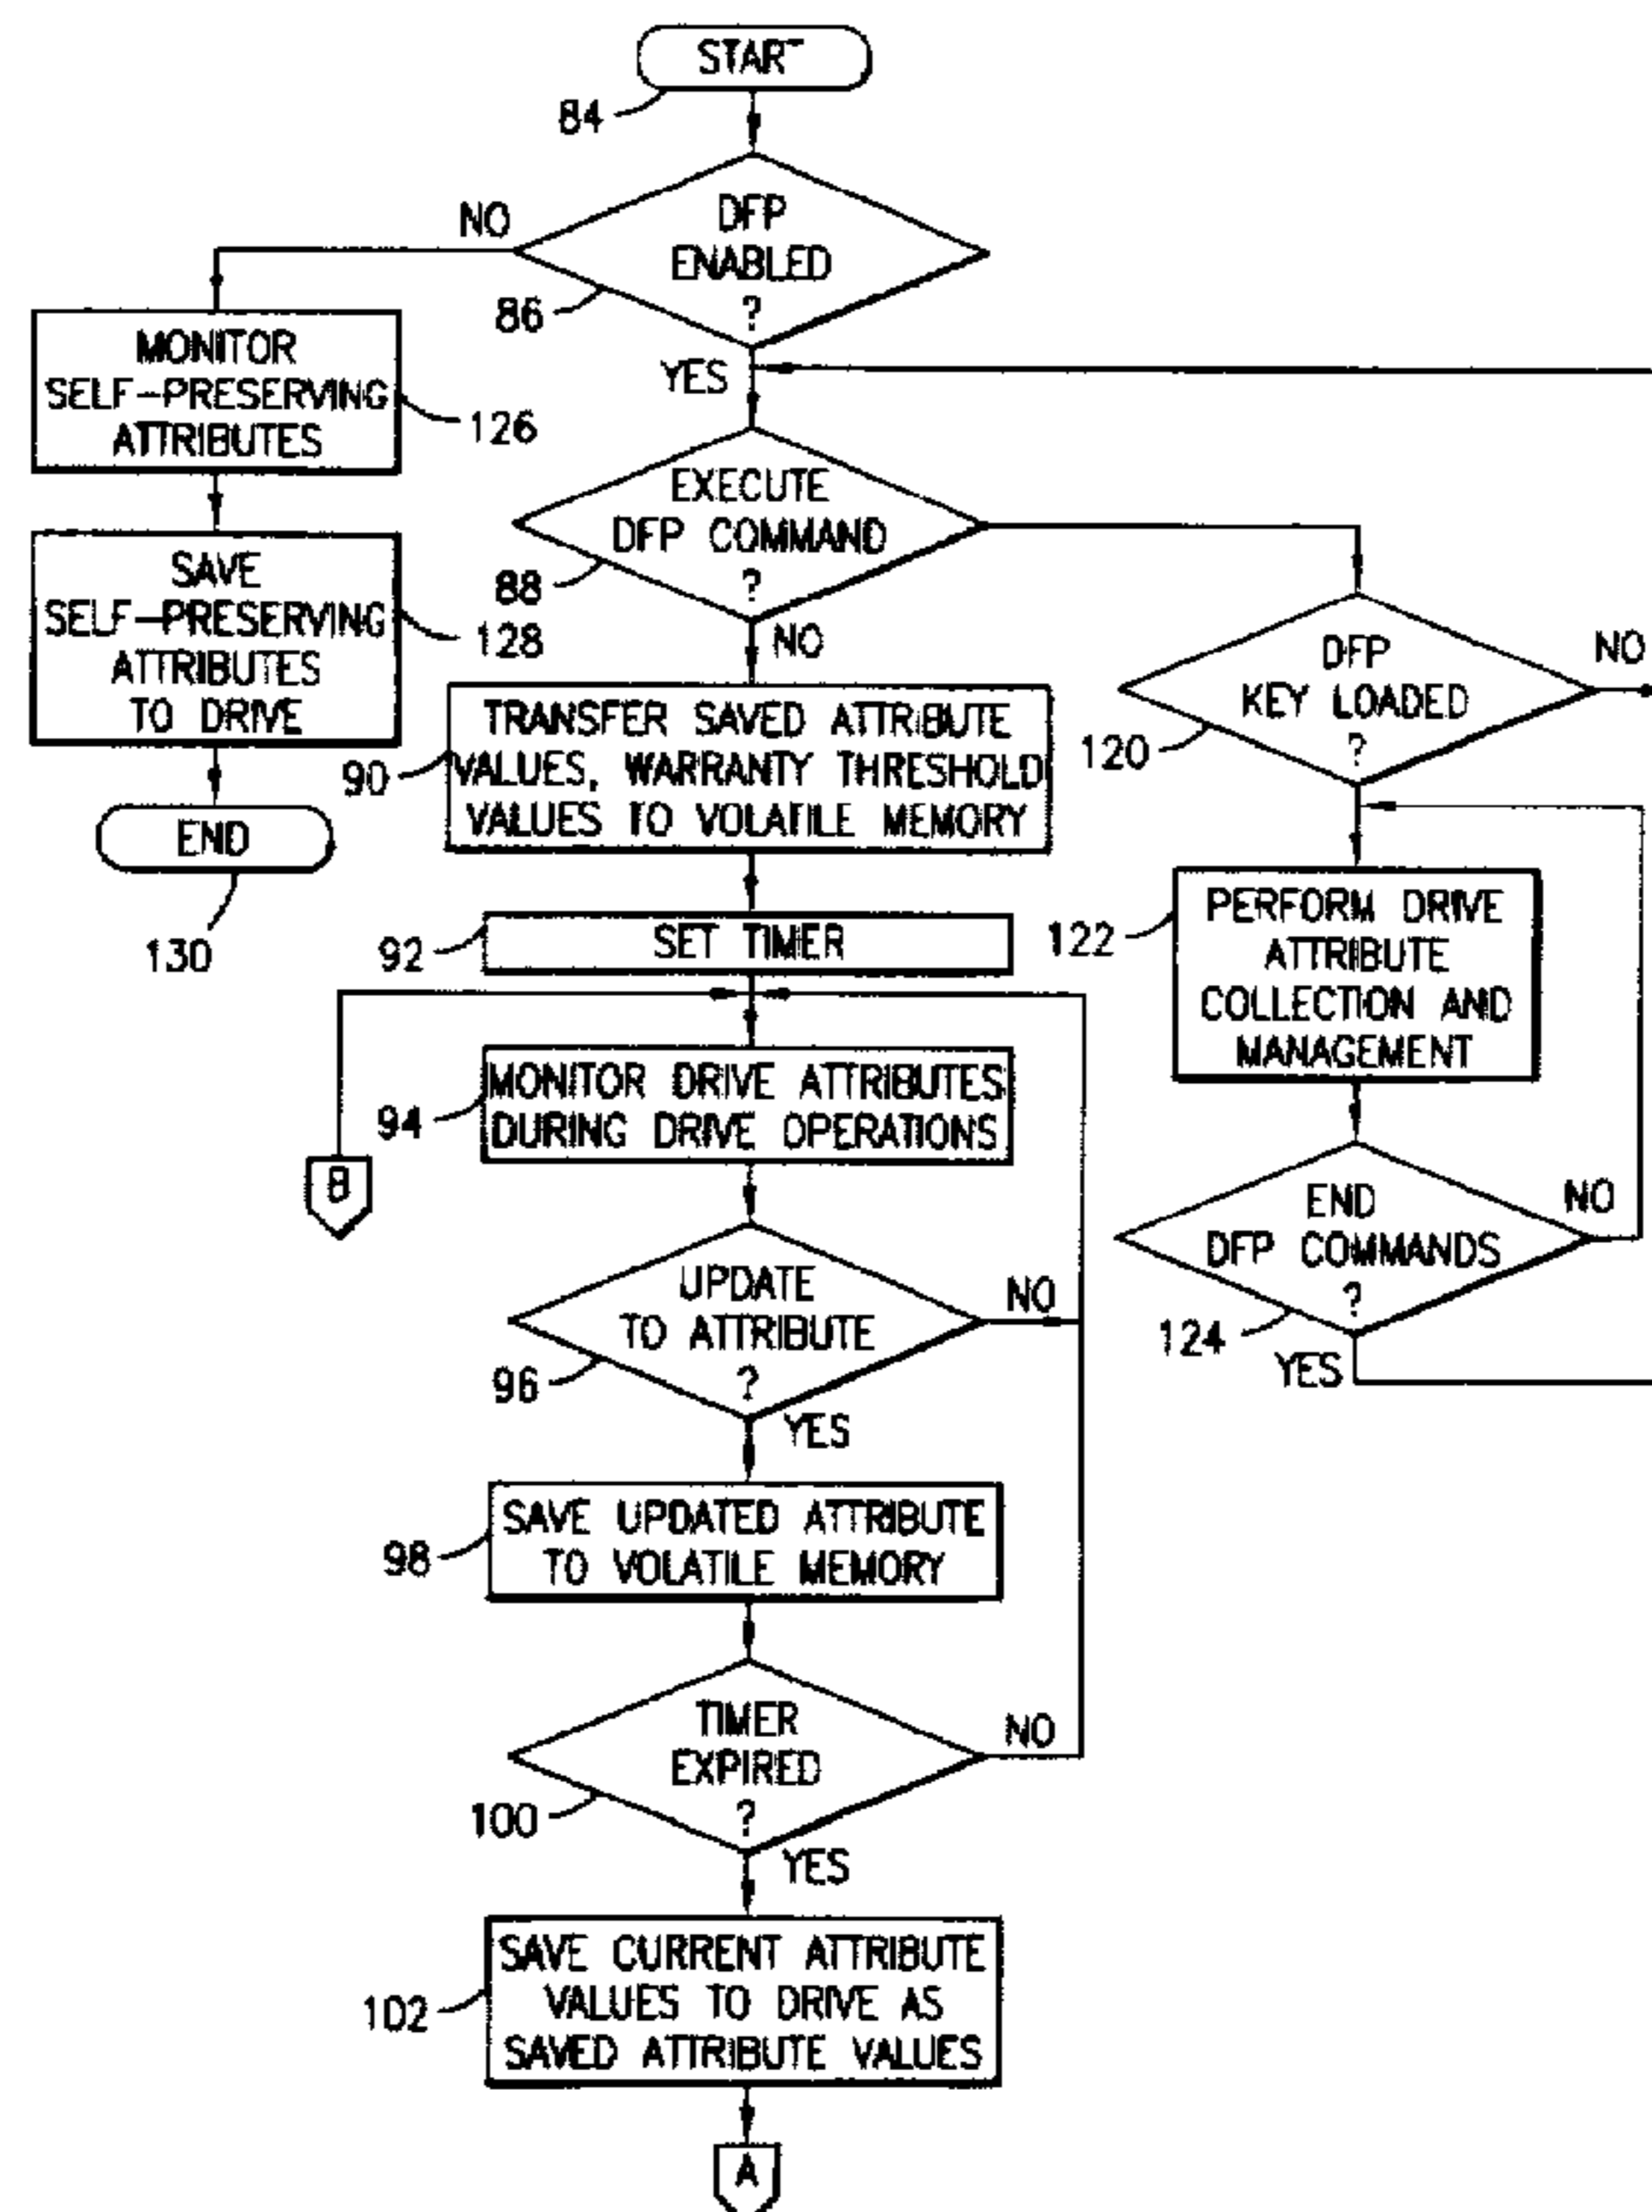 START
84
DFP
ENABLED
?
86
NO
YES
MONITOR
SELF-PRESERVING
ATTRIBUTES
126
SAVE
SELF-PRESERVING
ATTRIBUTES
TO DRIVE
128
END
130
EXECUTE
DFP COMMAND
?
88
NO
TRANSFER SAVED ATTRIBUTE
VALUES, WARRANTY THRESHOLD
VALUES TO VOLATILE MEMORY
90
SET TIMER
92
MONITOR DRIVE ATTRIBUTES
DURING DRIVE OPERATIONS
94
B
UPDATE
TO ATTRIBUTE
?
96
NO
YES
SAVE UPDATED ATTRIBUTE
TO VOLATILE MEMORY
98
TIMER
EXPIRED
?
100
NO
YES
SAVE CURRENT ATTRIBUTE
VALUES TO DRIVE AS
SAVED ATTRIBUTE VALUES
102
A
DFP
KEY LOADED
?
120
NO
PERFORM DRIVE
ATTRIBUTE
COLLECTION AND
MANAGEMENT
122
END
DFP COMMANDS
?
124
NO
YES